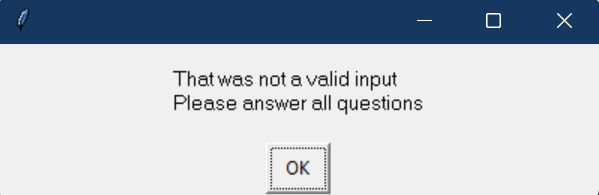 That was not a valid input
Please answer all questions
OK